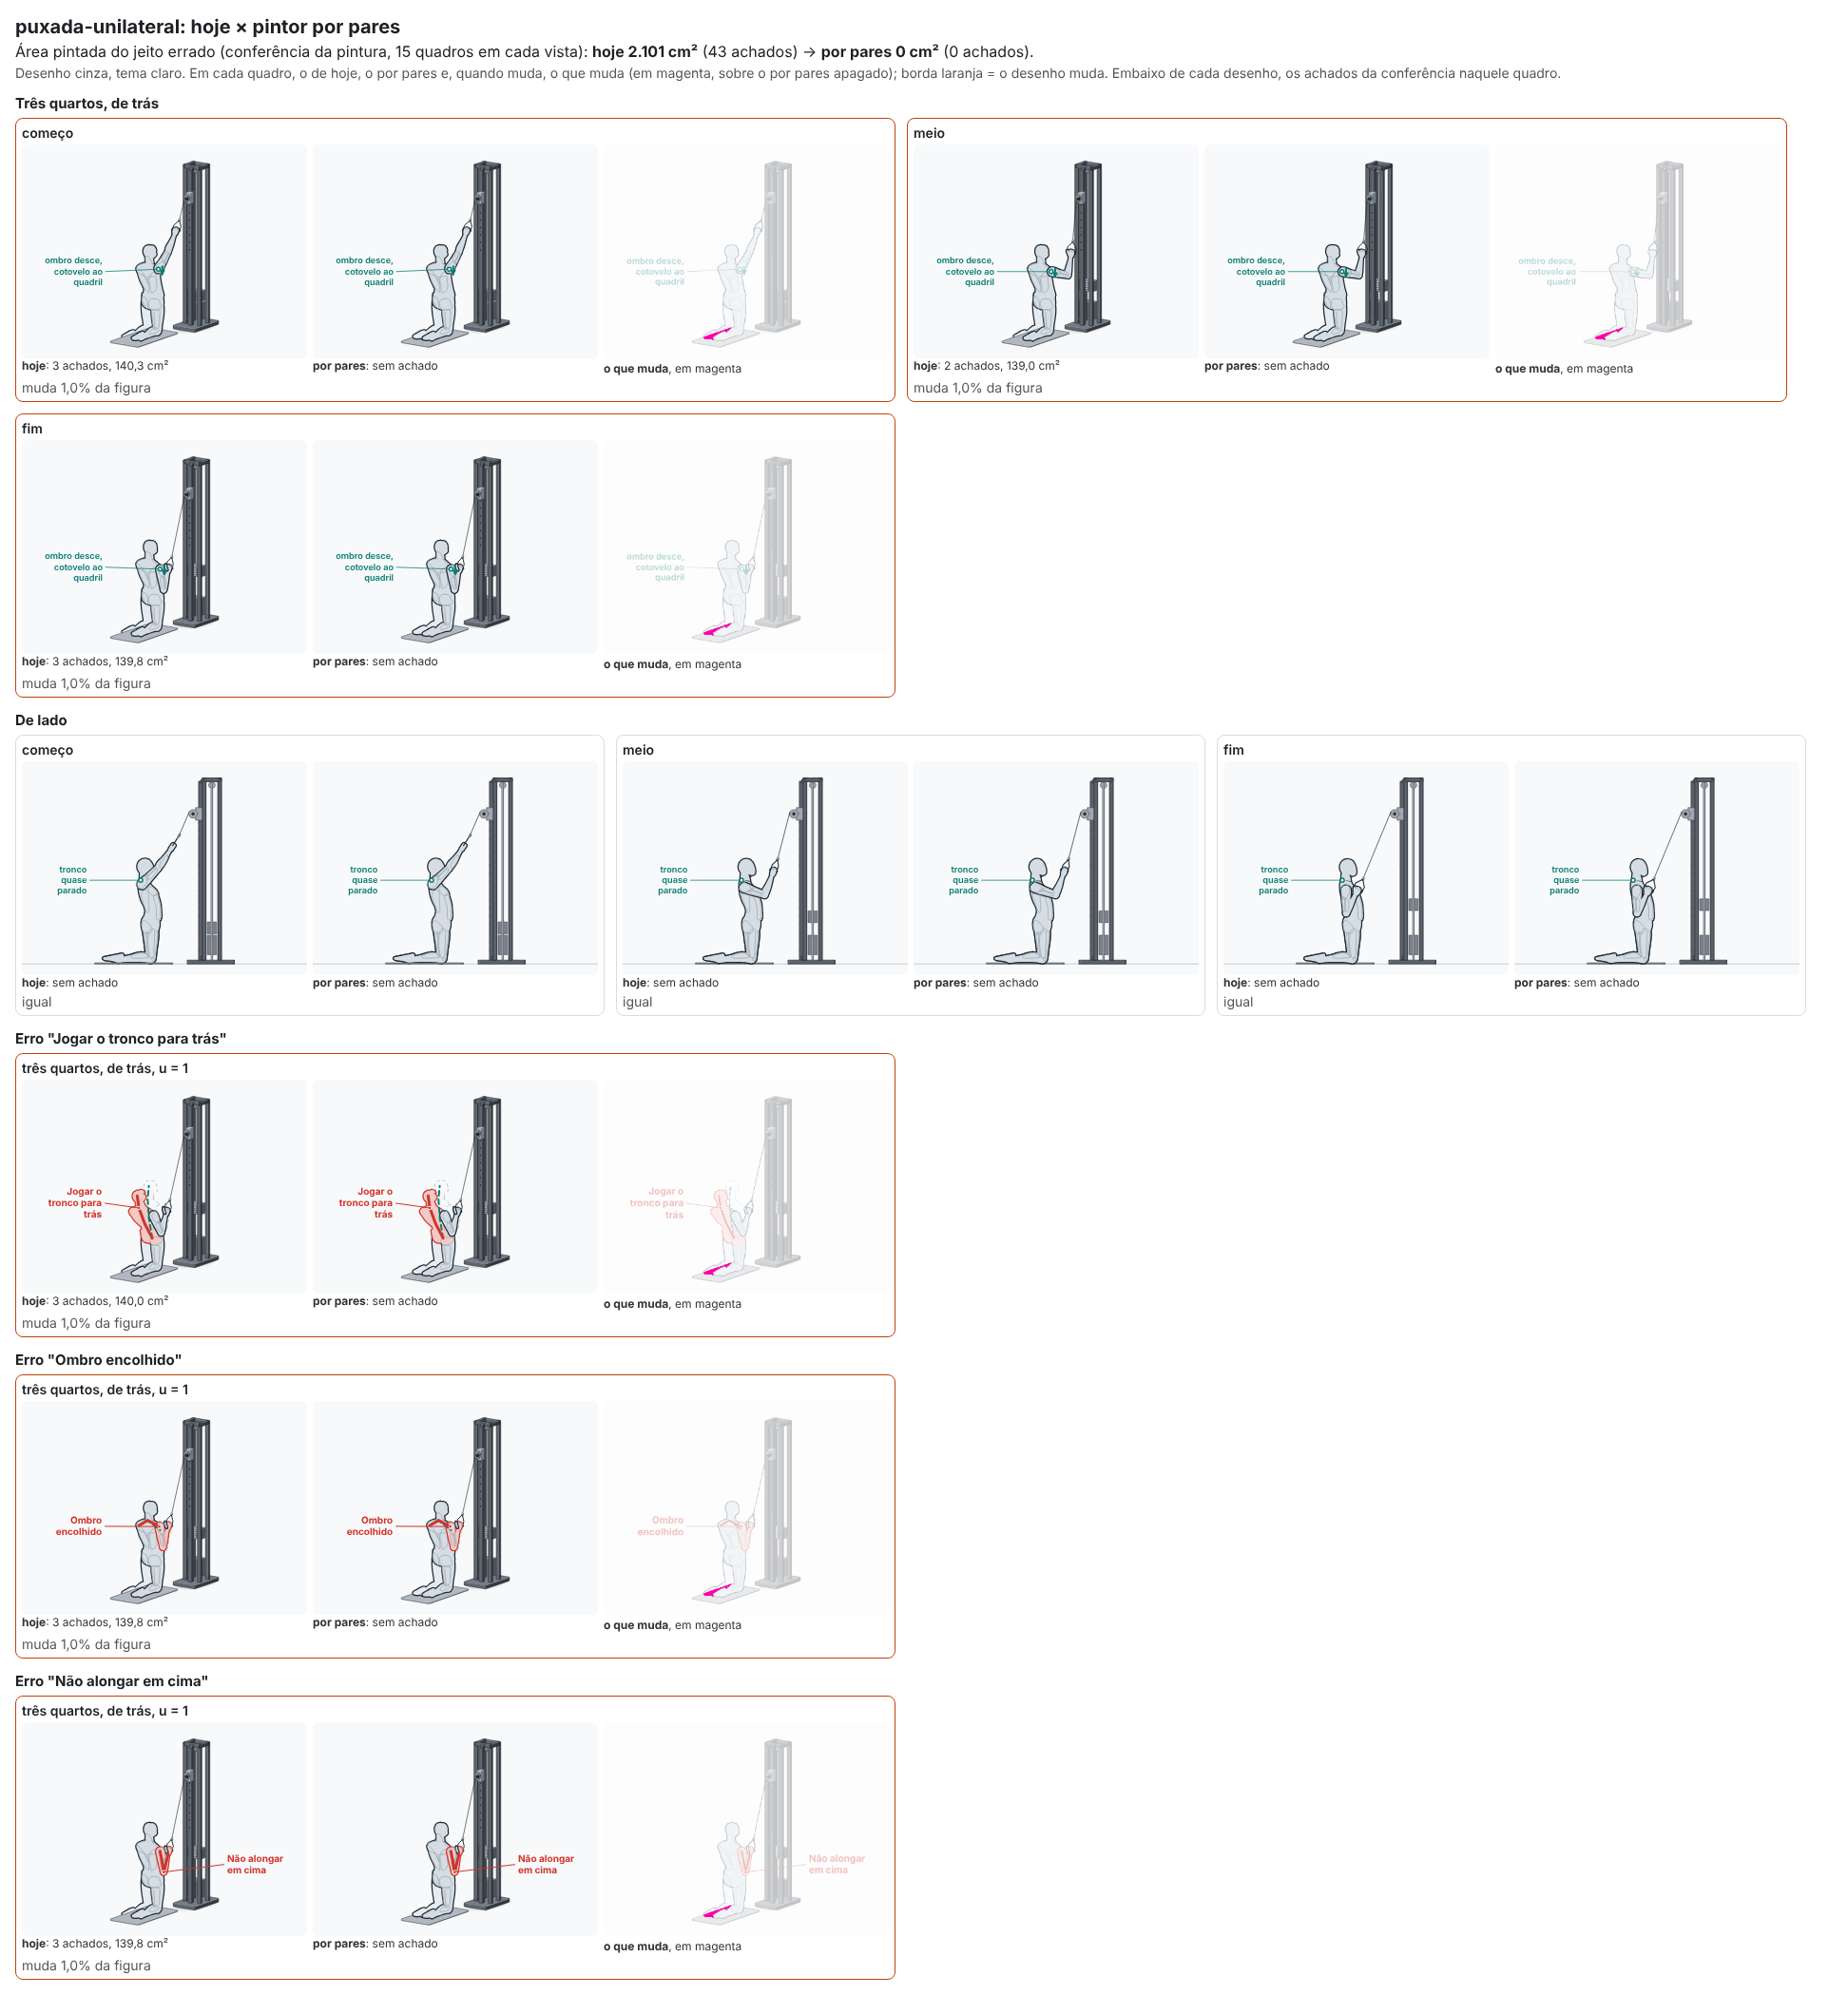 puxada-unilateral: hoje × pintor por pares
Área pintada do jeito errado (conferência da pintura, 15 quadros em cada vista): hoje 2.101 cm² (43 achados) → por pares 0 cm² (0 achados).
Desenho cinza, tema claro. Em cada quadro, o de hoje, o por pares e, quando muda, o que muda (em magenta, sobre o por pares apagado); borda laranja = o desenho muda. Embaixo de cada desenho, os achados da conferência naquele quadro.
Três quartos, de trás
começo
ombro desce,
cotovelo ao
quadril
ombro desce,
cotovelo ao
quadril
ombro desce,
cotovelo ao
quadril
hoje: 3 achados, 140,3 cm²
por pares: sem achado
o que muda, em magenta
muda 1,0% da figura
meio
ombro desce,
cotovelo ao
quadril
ombro desce,
cotovelo ao
quadril
ombro desce,
cotovelo ao
quadril
hoje: 2 achados, 139,0 cm²
por pares: sem achado
o que muda, em magenta
muda 1,0% da figura
fim
ombro desce,
cotovelo ao
quadril
ombro desce,
cotovelo ao
quadril
ombro desce,
cotovelo ao
quadril
hoje: 3 achados, 139,8 cm²
por pares: sem achado
o que muda, em magenta
muda 1,0% da figura
De lado
começo
tronco
quase
parado
tronco
quase
parado
hoje: sem achado
por pares: sem achado
igual
meio
tronco
quase
parado
tronco
quase
parado
hoje: sem achado
por pares: sem achado
igual
fim
tronco
quase
parado
tronco
quase
parado
hoje: sem achado
por pares: sem achado
igual
Erro "Jogar o tronco para trás"
três quartos, de trás, u = 1
Jogar o
tronco para
trás
Jogar o
tronco para
trás
Jogar o
tronco para
trás
hoje: 3 achados, 140,0 cm²
por pares: sem achado
o que muda, em magenta
muda 1,0% da figura
Erro "Ombro encolhido"
três quartos, de trás, u = 1
Ombro
encolhido
Ombro
encolhido
Ombro
encolhido
hoje: 3 achados, 139,8 cm²
por pares: sem achado
o que muda, em magenta
muda 1,0% da figura
Erro "Não alongar em cima"
três quartos, de trás, u = 1
Não alongar
em cima
Não alongar
em cima
Não alongar
em cima
hoje: 3 achados, 139,8 cm²
por pares: sem achado
o que muda, em magenta
muda 1,0% da figura